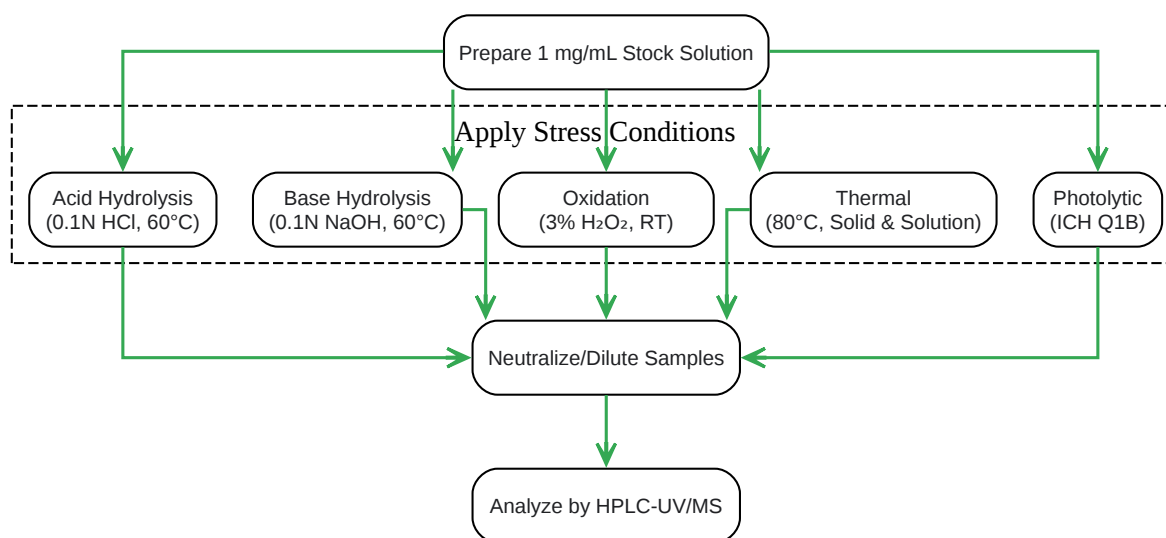 Prepare 1 mg/mL Stock Solution
Apply Stress Conditions
Acid Hydrolysis
(0.1N HCl, 60°C)
Base Hydrolysis
(0.1N NaOH, 60°C)
Oxidation
(3% H₂O₂, RT)
Thermal
(80°C, Solid & Solution)
Photolytic
(ICH Q1B)
Neutralize/Dilute Samples
Analyze by HPLC-UV/MS